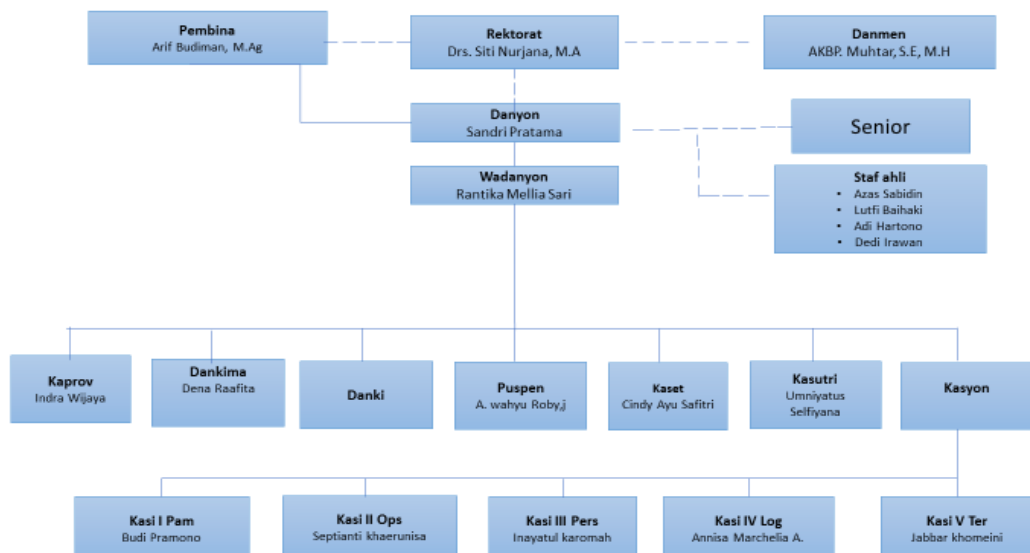 Pembina
Arif Budiman, M.Ag
Rektorat
Drs. Siti Nurjana, M.A
Danmen
AKBP. Muhtar, S.E, M.H
Danyon
Sandri Pratama
Senior
Wadanyon
Rantika Mellia Sari
Staf ahli
• Azas Sabidin
• Lutfi Baihaki
• Adi Hartono
• Dedi Irawan
Kaprov
Indra Wijaya
Dankima
Dena Raafita
Danki
Puspen
A. wahyu Roby,j
Kaset
Cindy Ayu Safitri
Kasutri
Umniyatus
Selfiyana
Kasyon
Kasi I Pam
Budi Pramono
Kasi II Ops
Septianti khaerunisa
Kasi III Pers
Inayatul karomah
Kasi IV Log
Annisa Marchelia A.
Kasi V Ter
Jabbar khomeini